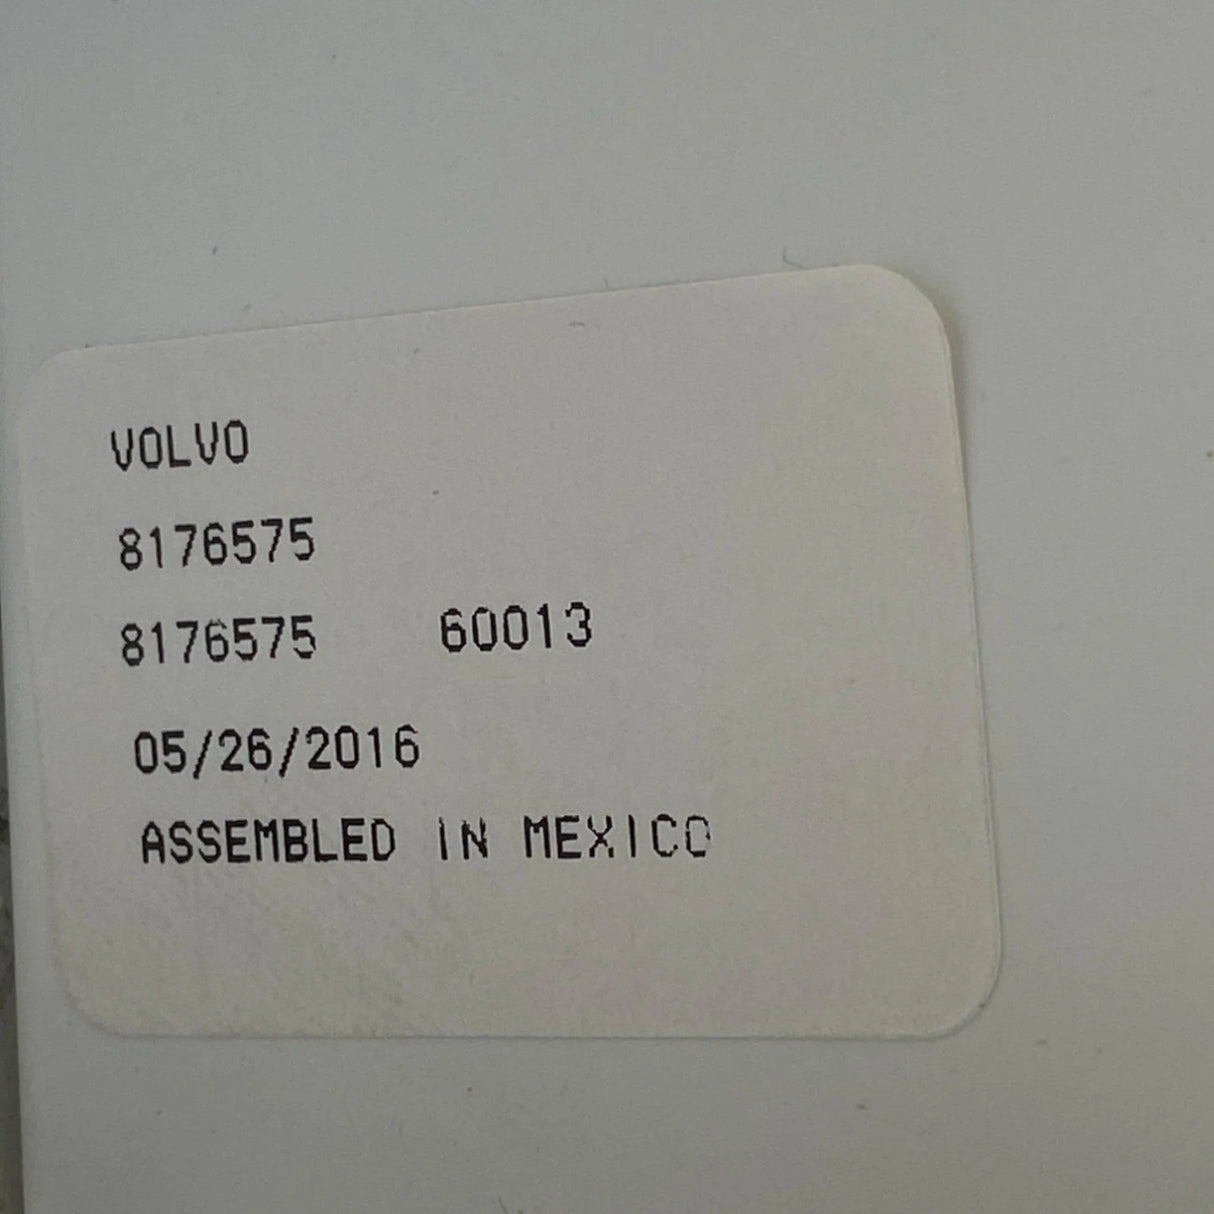 VOLVO
8176575
8176575 60013
05/26/2016
ASSEMBLED IN MEXICO